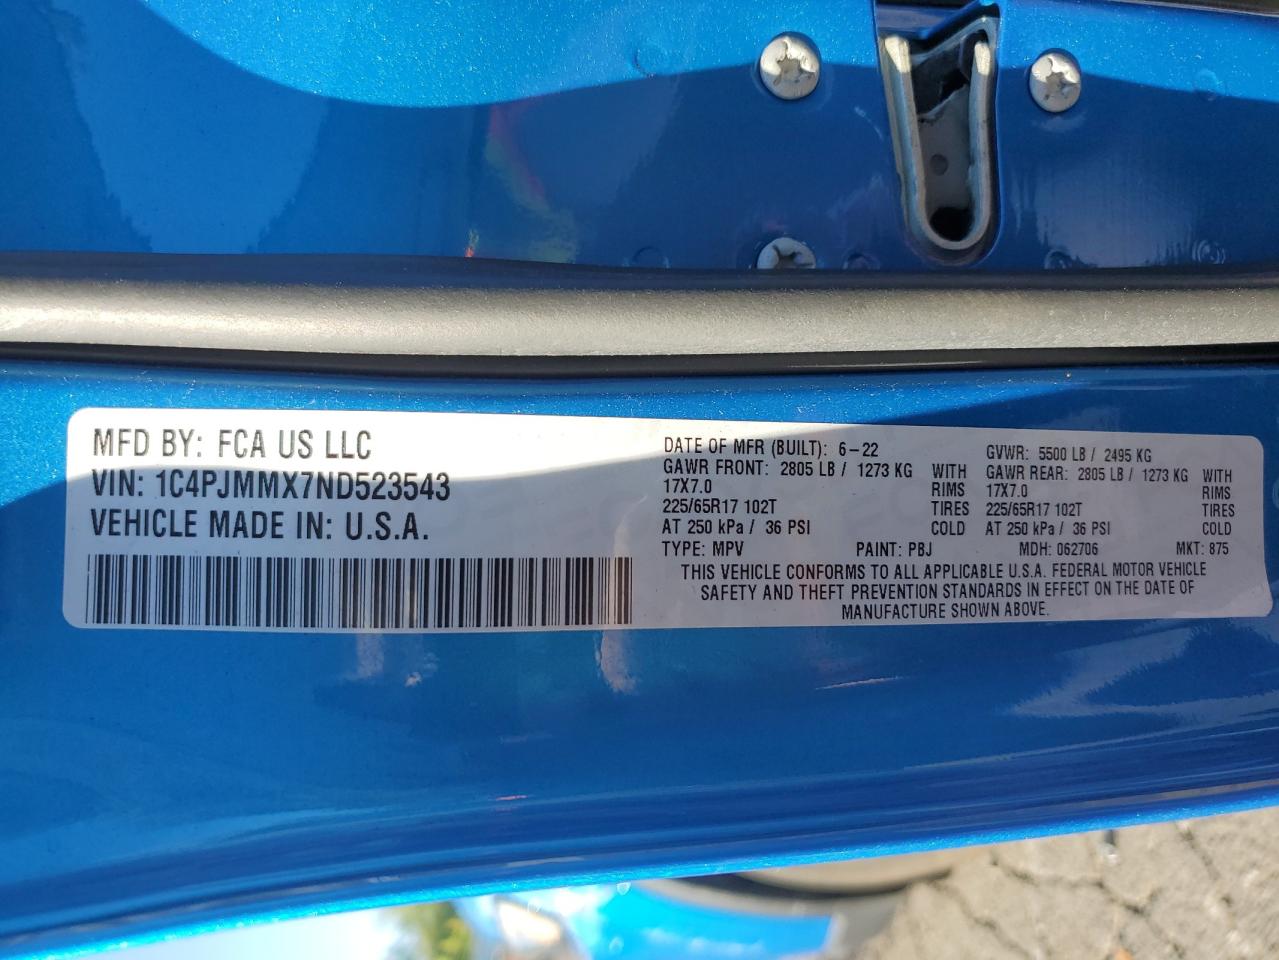 MFD BY: FCA US LLC
VIN: 1C4PJMMX7ND523543
VEHICLE MADE IN: U.S.A.
DATE OF MFR (BUILT): 6-22
GAWR FRONT: 2805 LB / 1273 KG WITH
17X7.0 RIMS
225/65R17 102T TIRES
AT 250 kPa / 36 PSI COLD
GVWR: 5500 LB / 2495 KG
GAWR REAR: 2805 LB / 1273 KG WITH
17X7.0 RIMS
225/65R17 102T TIRES
AT 250 kPa / 36 PSI COLD
TYPE: MPV PAINT: PBJ MDH: 062706 MKT: 875
THIS VEHICLE CONFORMS TO ALL APPLICABLE U.S.A. FEDERAL MOTOR VEHICLE
SAFETY AND THEFT PREVENTION STANDARDS IN EFFECT ON THE DATE OF
MANUFACTURE SHOWN ABOVE.